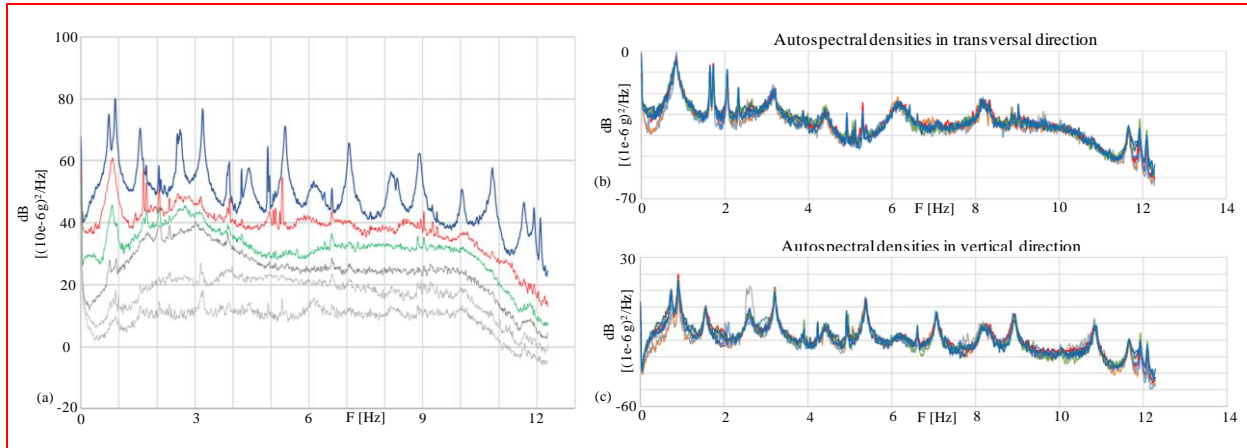 100
80
60
40
20
0
-20
dB
[(10e-6 g)²/Hz]
(a)
0
3
6
9
12
F [Hz]
Autospectral densities in transversal direction
0
-70
dB
[(1e-6 g)²/Hz]
(b)
0
2
4
6
8
10
12
14
F [Hz]
Autospectral densities in vertical direction
30
-60
dB
[(1e-6 g)²/Hz]
(c)
0
2
4
6
8
10
12
14
F [Hz]